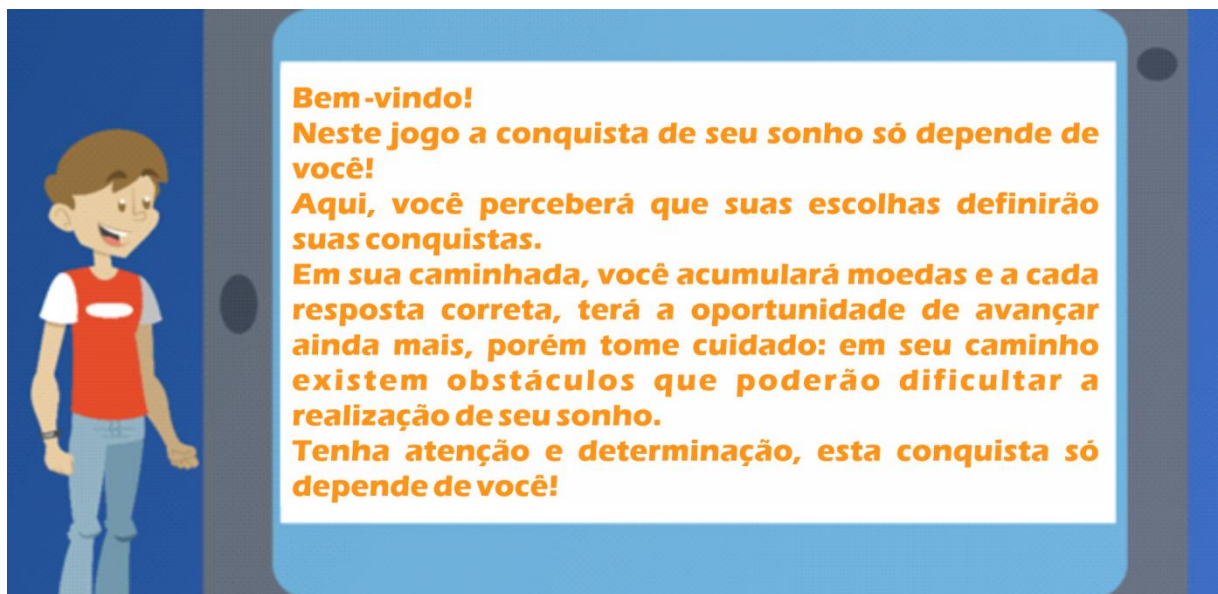 Bem-vindo!
Neste jogo a conquista de seu sonho só depende de
você!
Aqui, você perceberá que suas escolhas definirão
suas conquistas.
Em sua caminhada, você acumulará moedas e a cada
resposta correta, terá a oportunidade de avançar
ainda mais, porém tome cuidado: em seu caminho
existem obstáculos que poderão dificultar a
realização de seu sonho.
Tenha atenção e determinação, esta conquista só
depende de você!